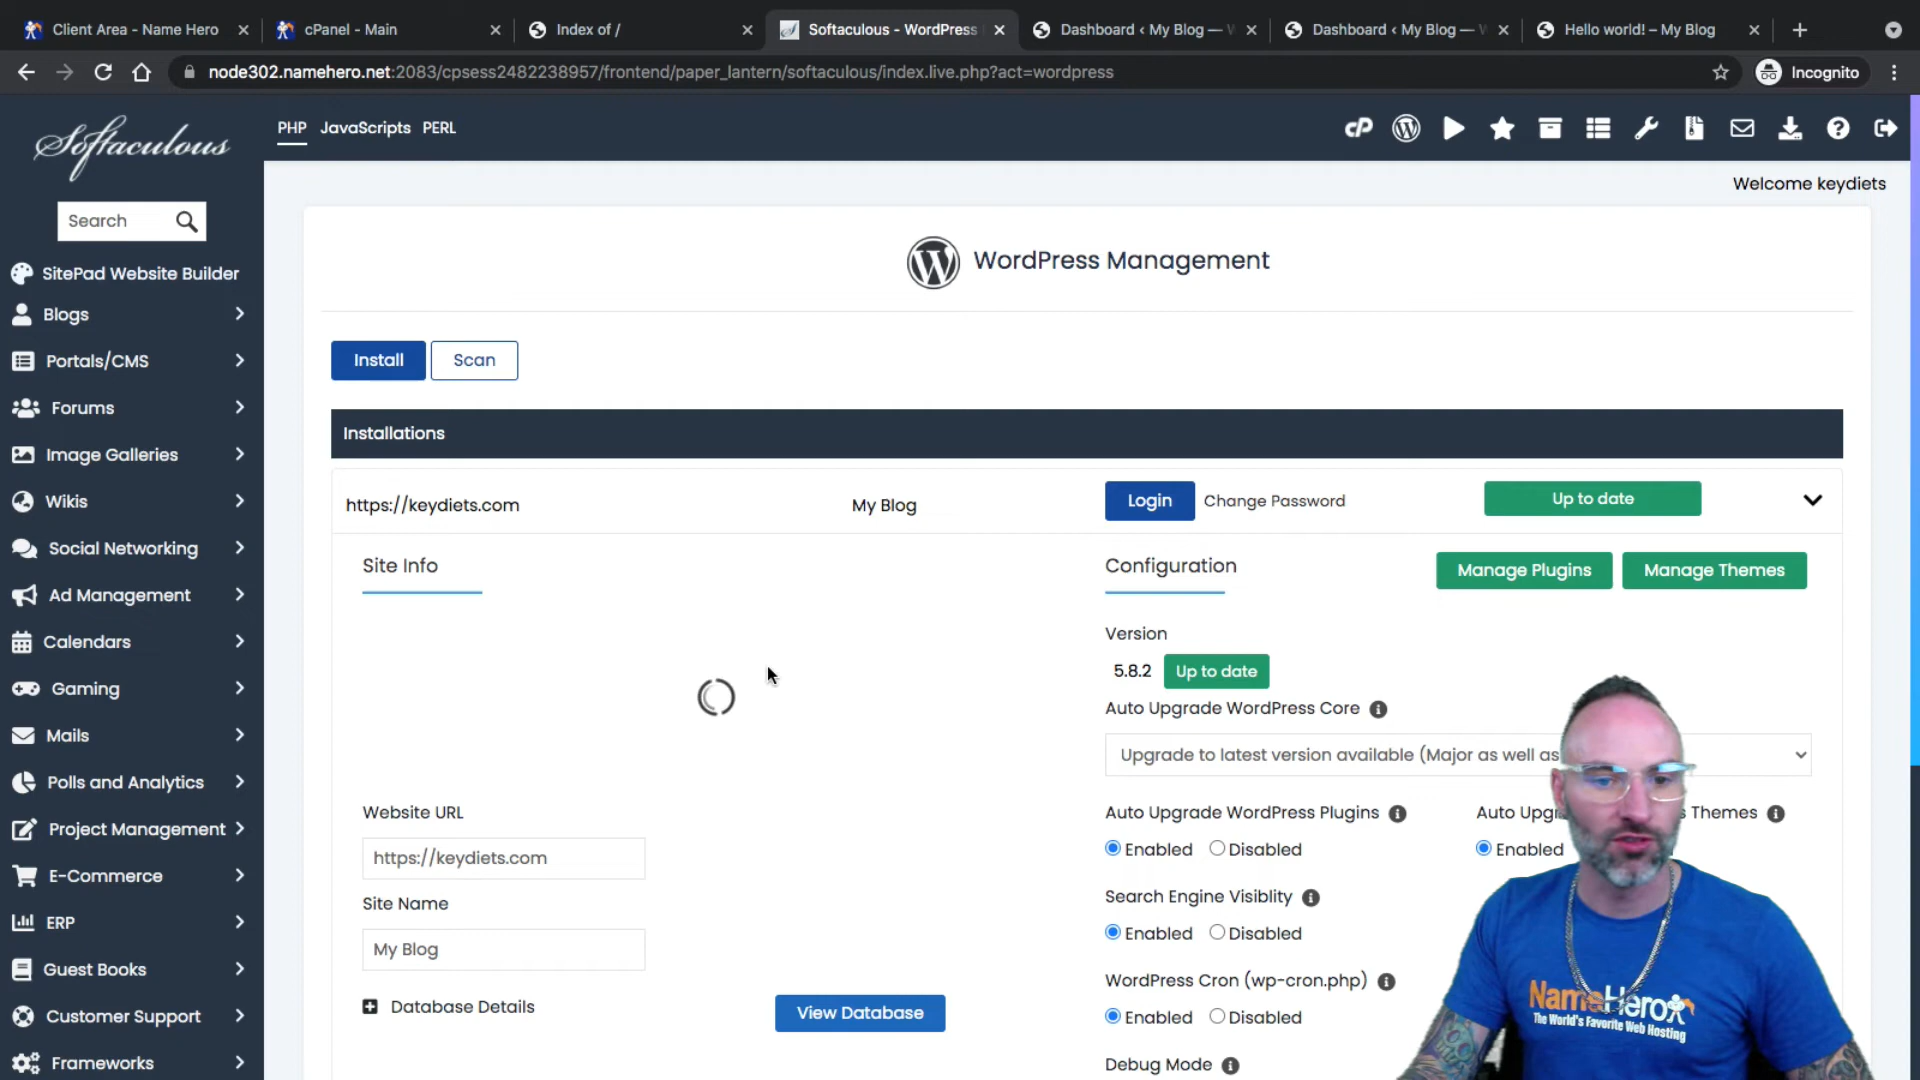 Client Area - Name Hero
cPanel - Main
Index of /
Softaculous - WordPress
Dashboard ‹ My Blog —
Dashboard ‹ My Blog —
Hello world! – My Blog
node302.namehero.net:2083/cpsess2482238957/frontend/paper_lantern/softaculous/index.live.php?act=wordpress
Incognito
Softaculous
PHP JavaScripts PERL
cP
Welcome keydiets
Search
SitePad Website Builder
Blogs
Portals/CMS
Forums
Image Galleries
Wikis
Social Networking
Ad Management
Calendars
Gaming
Mails
Polls and Analytics
Project Management
E-Commerce
ERP
Guest Books
Customer Support
Frameworks
WordPress Management
Install Scan
Installations
https://keydiets.com My Blog Login Change Password Up to date
Site Info
Website URL
https://keydiets.com
Site Name
My Blog
Database Details
View Database
Configuration Manage Plugins Manage Themes
Version
5.8.2 Up to date
Auto Upgrade WordPress Core
Upgrade to latest version available (Major as well as
Auto Upgrade WordPress Plugins
Enabled Disabled
Themes
Enabled
Search Engine Visiblity
Enabled Disabled
WordPress Cron (wp-cron.php)
Enabled Disabled
Debug Mode
NameHero
The World's Favorite Web Hosting